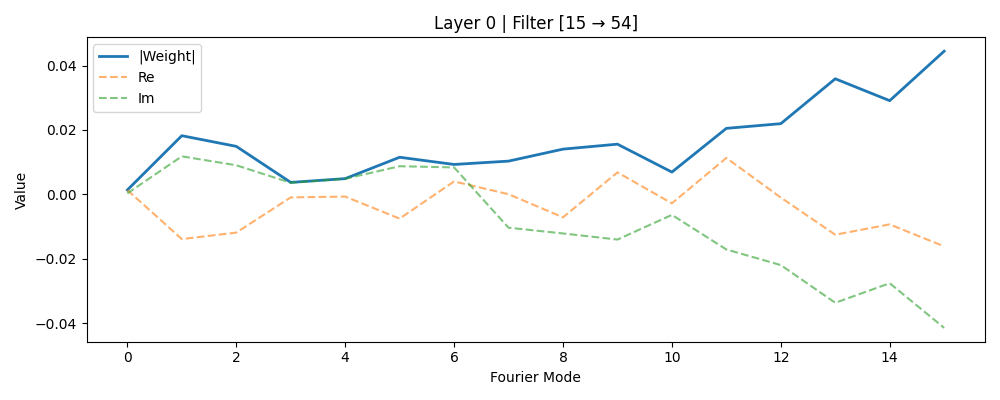 Layer 0 | Filter [15 → 54]
|Weight|
Re
Im
Value
0.04
0.02
0.00
−0.02
−0.04
0 2 4 6 8 10 12 14
Fourier Mode